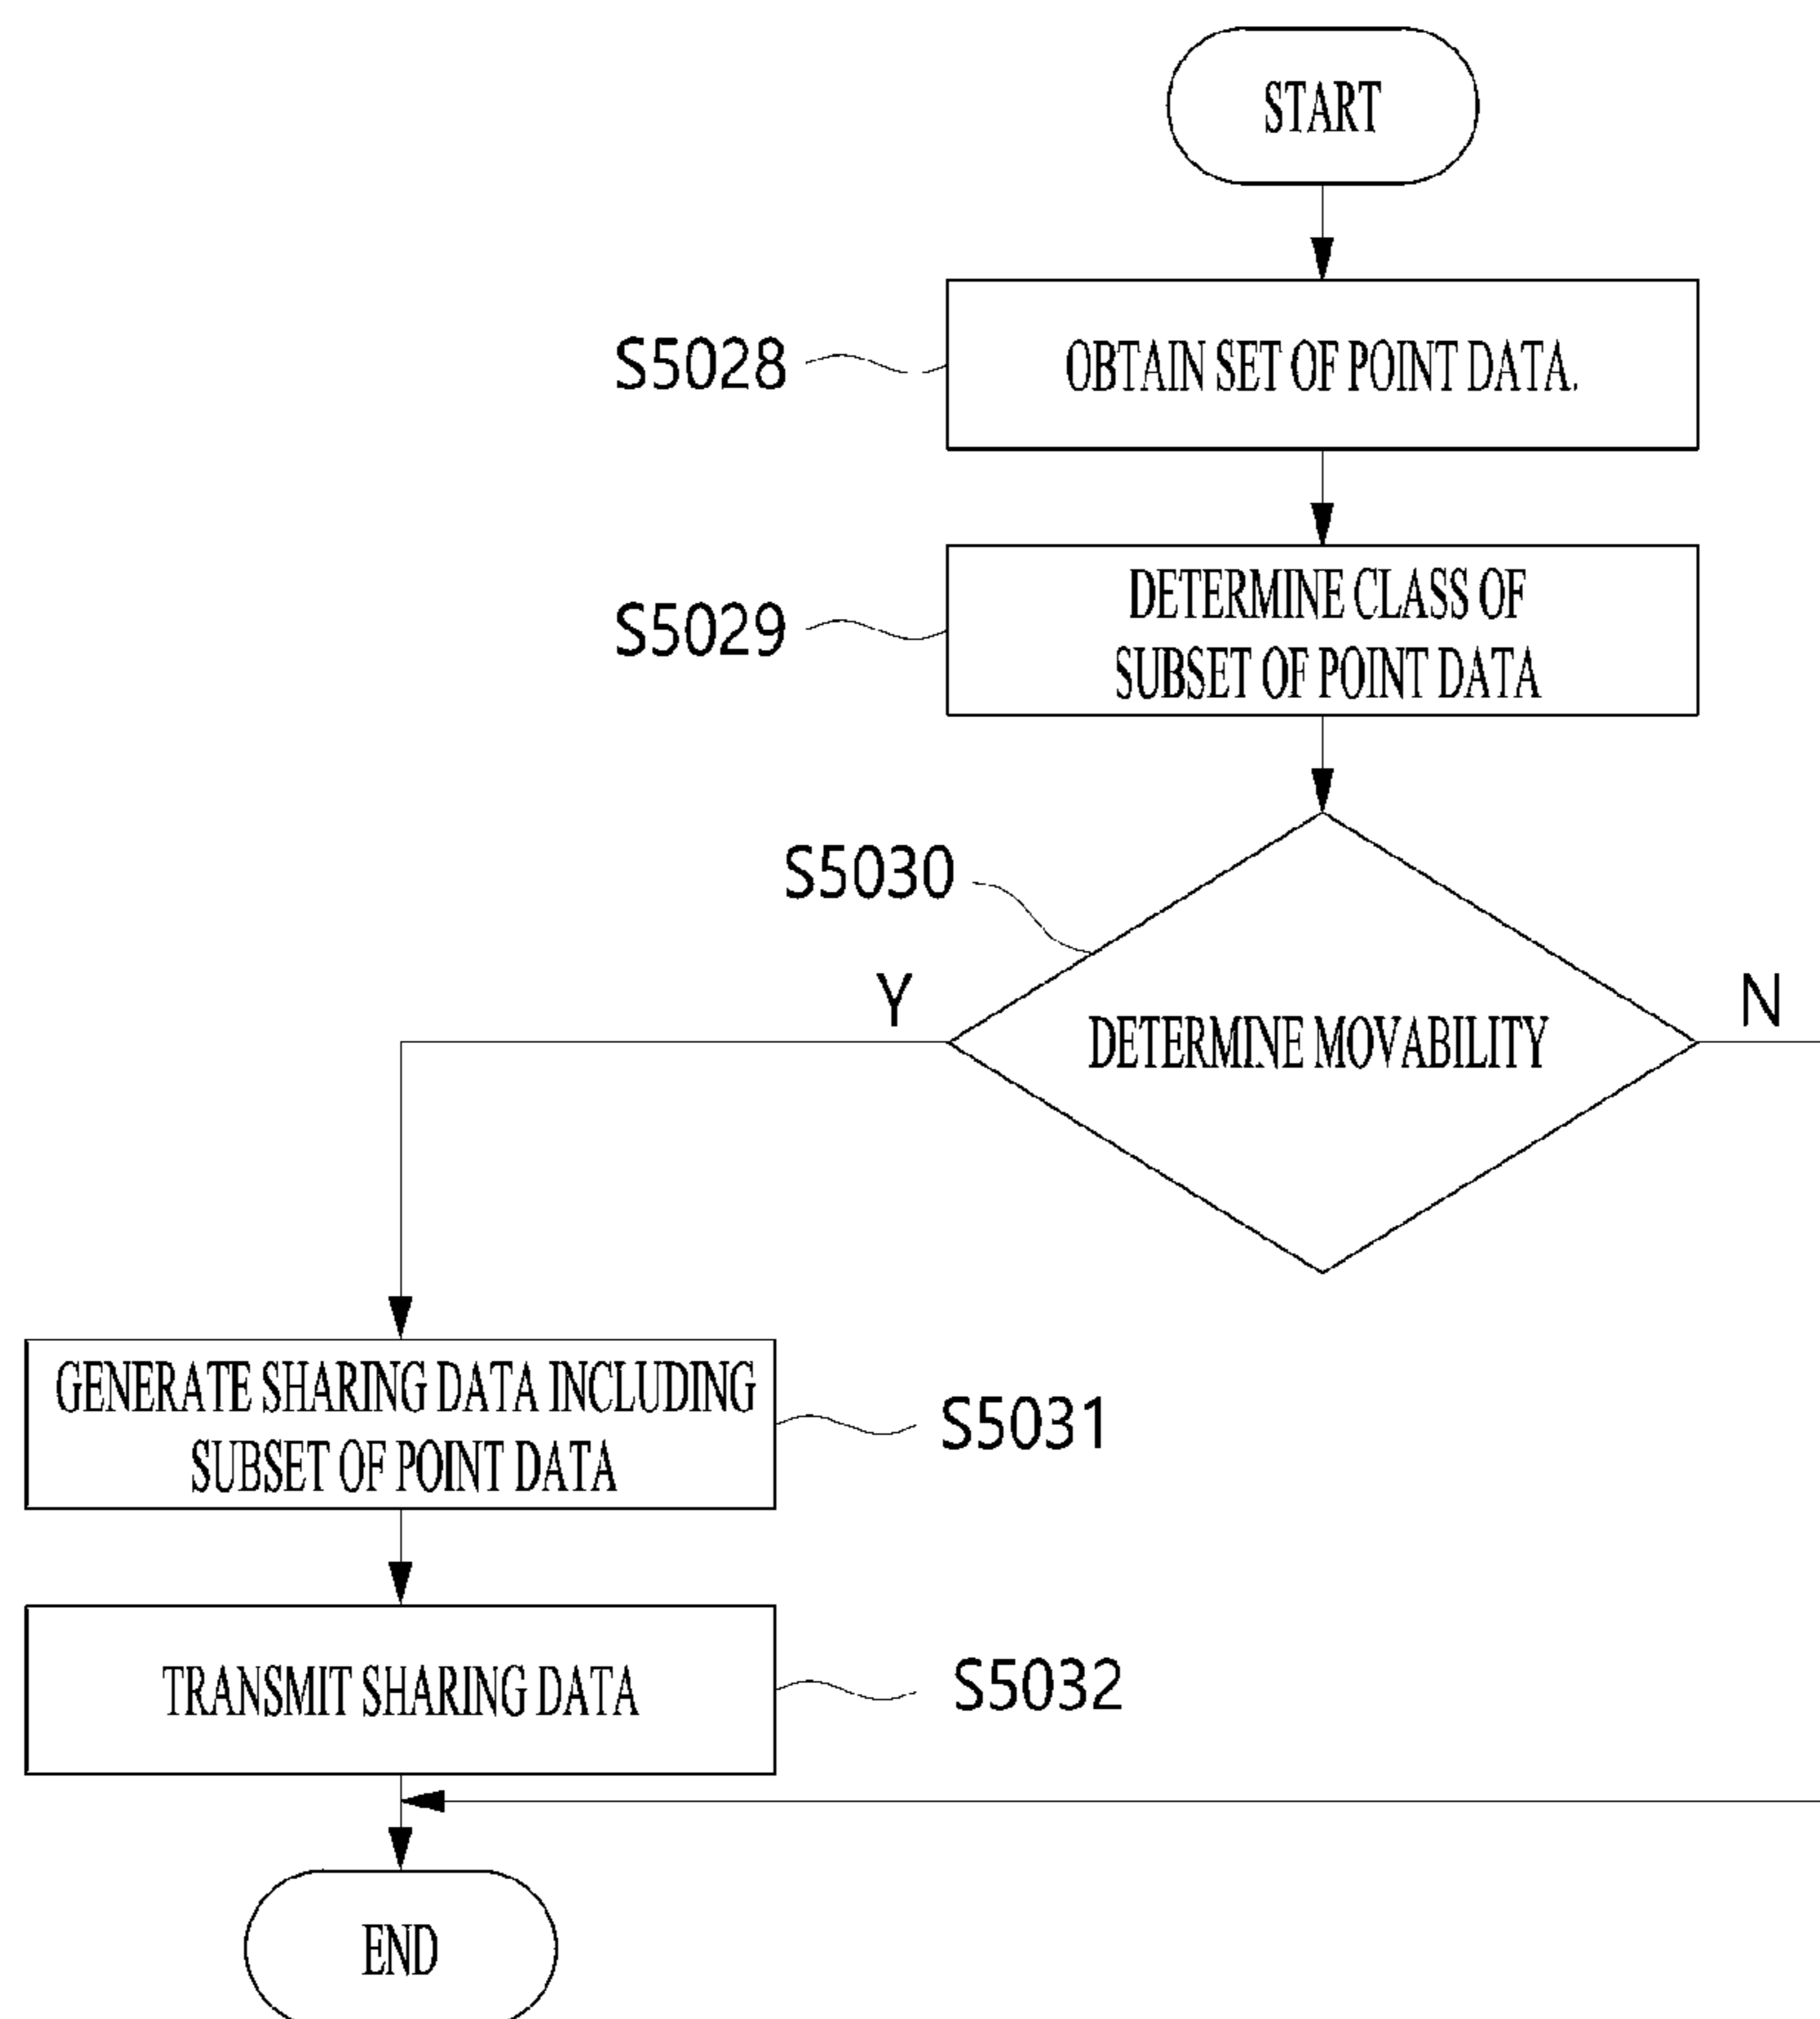 START
S5028
OBTAIN SET OF POINT DATA.
S5029
DETERMINE CLASS OF
SUBSET OF POINT DATA
S5030
Y
N
DETERMINE MOVABILITY
GENERATE SHARING DATA INCLUDING
SUBSET OF POINT DATA
S5031
TRANSMIT SHARING DATA
S5032
END